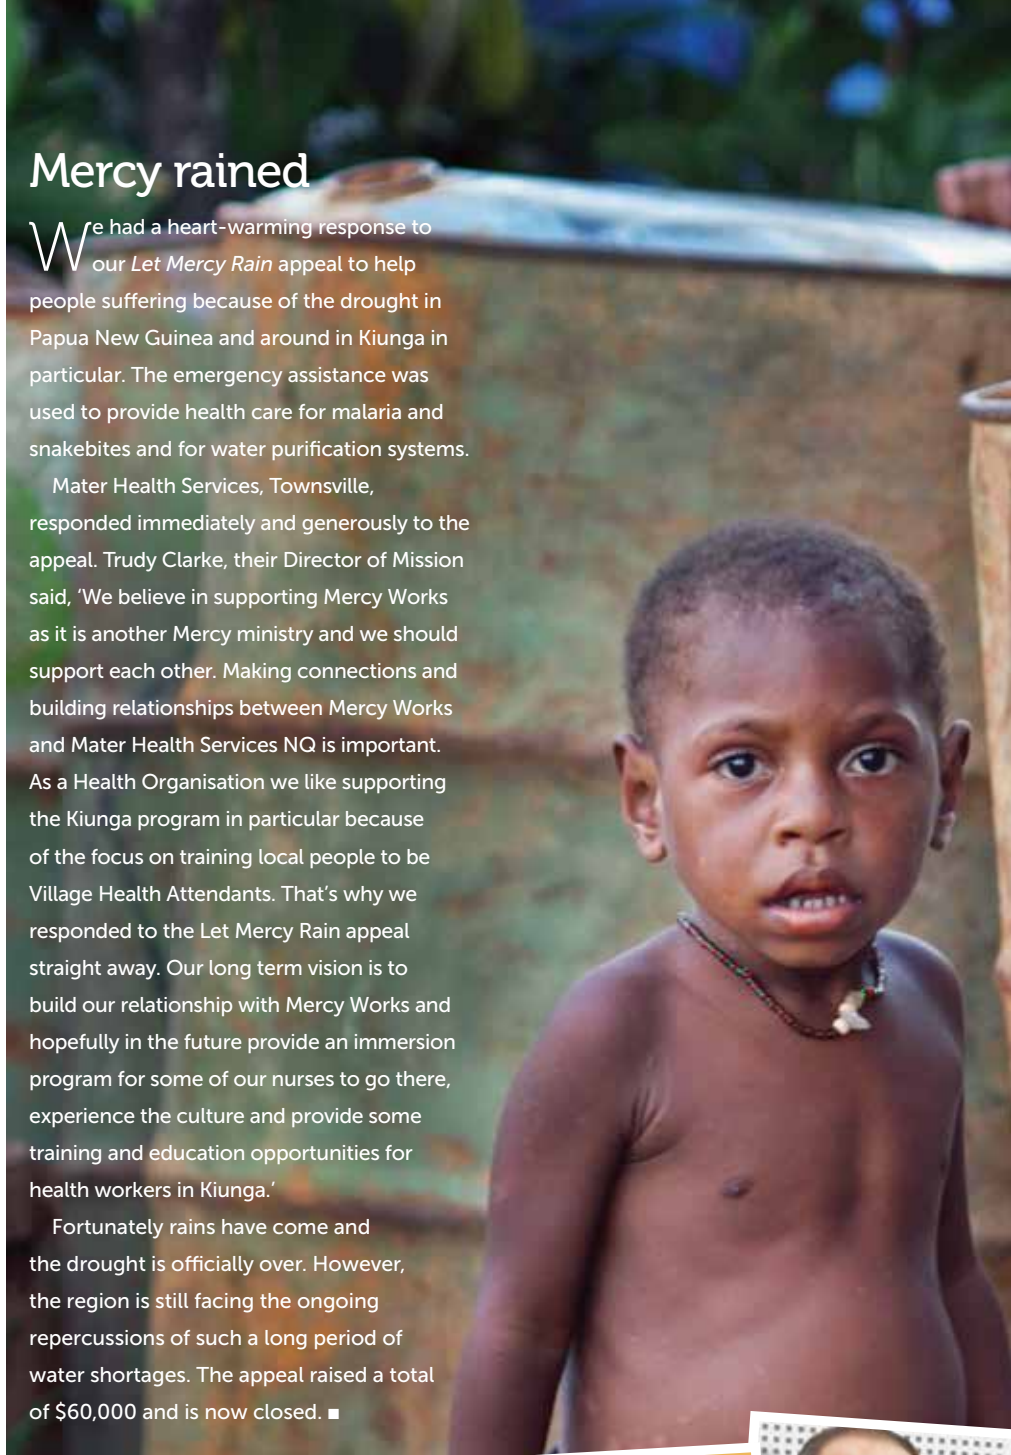 Mercy rained
We had a heart-warming response to
our Let Mercy Rain appeal to help
people suffering because of the drought in
Papua New Guinea and around in Kiunga in
particular. The emergency assistance was
used to provide health care for malaria and
snakebites and for water purification systems.
Mater Health Services, Townsville,
responded immediately and generously to the
appeal. Trudy Clarke, their Director of Mission
said, ‘We believe in supporting Mercy Works
as it is another Mercy ministry and we should
support each other. Making connections and
building relationships between Mercy Works
and Mater Health Services NQ is important.
As a Health Organisation we like supporting
the Kiunga program in particular because
of the focus on training local people to be
Village Health Attendants. That’s why we
responded to the Let Mercy Rain appeal
straight away. Our long term vision is to
build our relationship with Mercy Works and
hopefully in the future provide an immersion
program for some of our nurses to go there,
experience the culture and provide some
training and education opportunities for
health workers in Kiunga.’
Fortunately rains have come and
the drought is officially over. However,
the region is still facing the ongoing
repercussions of such a long period of
water shortages. The appeal raised a total
of $60,000 and is now closed. ■